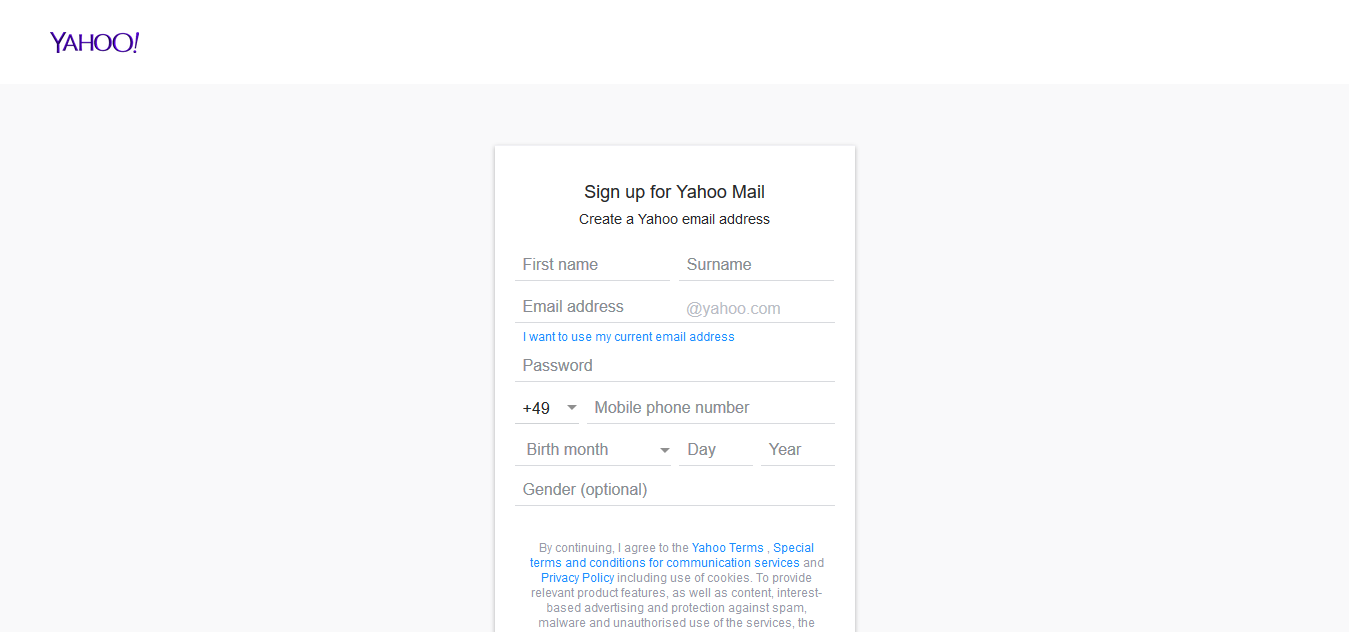 YAHOO!
Sign up for Yahoo Mail
Create a Yahoo email address
First name Surname
Email address @yahoo.com
I want to use my current email address
Password
+49 Mobile phone number
Birth month Day Year
Gender (optional)
By continuing, I agree to the Yahoo Terms , Special
terms and conditions for communication services and
Privacy Policy including use of cookies. To provide
relevant product features, as well as content, interest-
based advertising and protection against spam,
malware and unauthorised use of the services, the